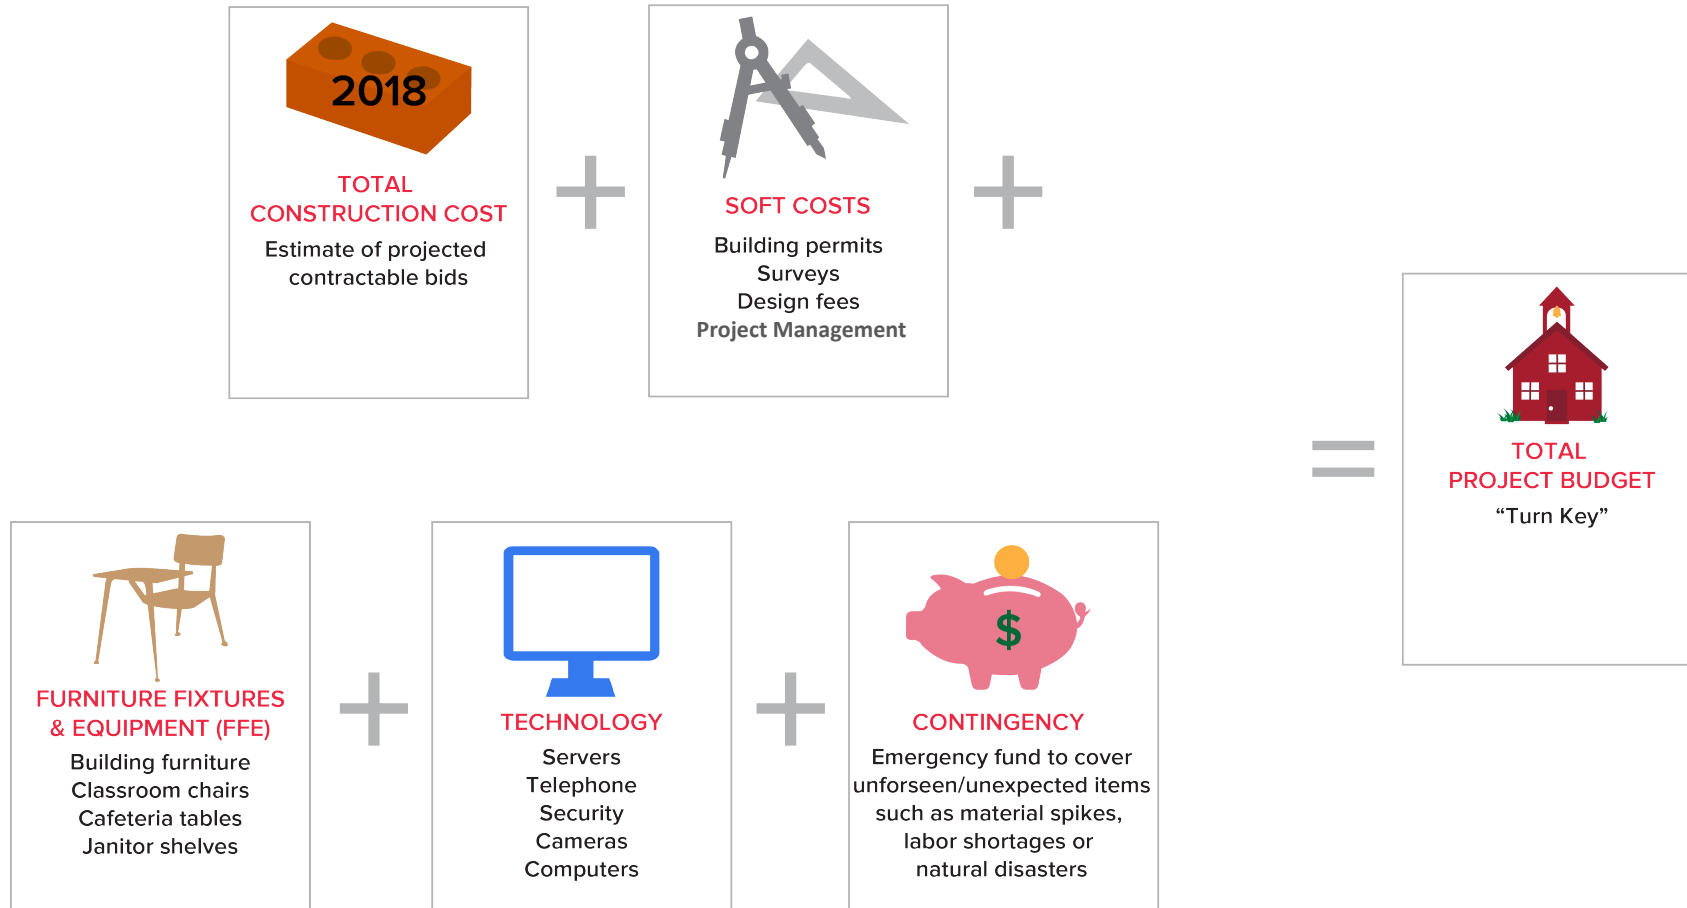 2018
TOTAL
CONSTRUCTION COST
Estimate of projected
contractable bids
+
SOFT COSTS
Building permits
Surveys
Design fees
Project Management
+
FURNITURE FIXTURES
& EQUIPMENT (FFE)
Building furniture
Classroom chairs
Cafeteria tables
Janitor shelves
+
TECHNOLOGY
Servers
Telephone
Security
Cameras
Computers
+
$
CONTINGENCY
Emergency fund to cover
unforseen/unexpected items
such as material spikes,
labor shortages or
natural disasters
=
TOTAL
PROJECT BUDGET
“Turn Key”